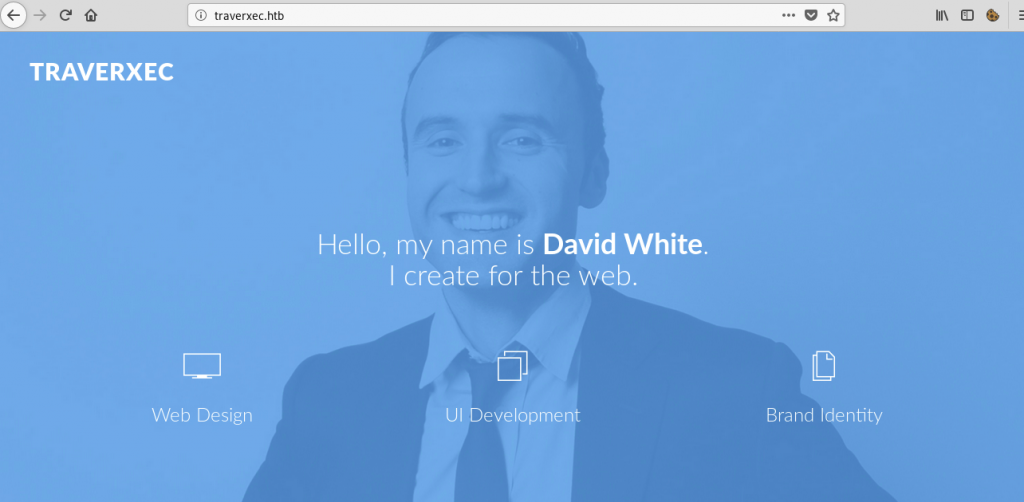 traverxec.htb
TRAVERXEC
Hello, my name is David White.
I create for the web.
Web Design
UI Development
Brand Identity